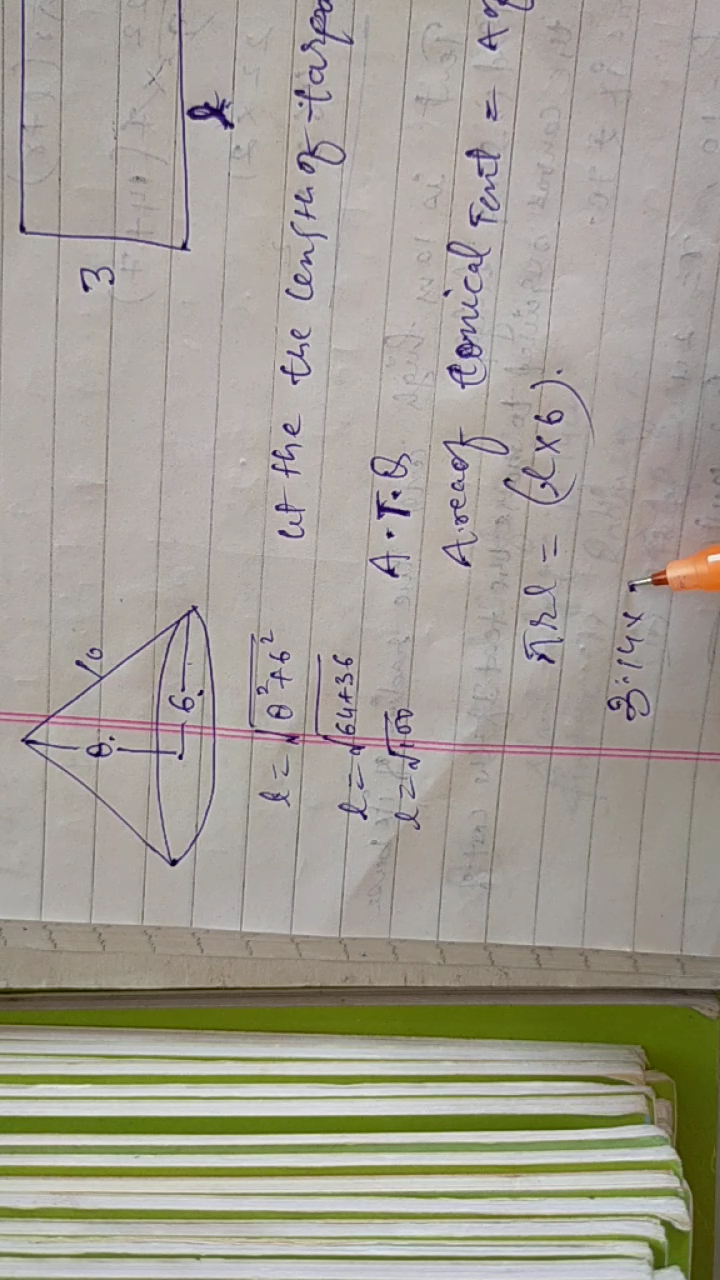 3
l
10
8
6
l = √8²+6²
l = √64+36
l = √100
let the the length of tarpa
A.T.Q
Area of conical Tent = A
πrl = (l×b).
3.14×